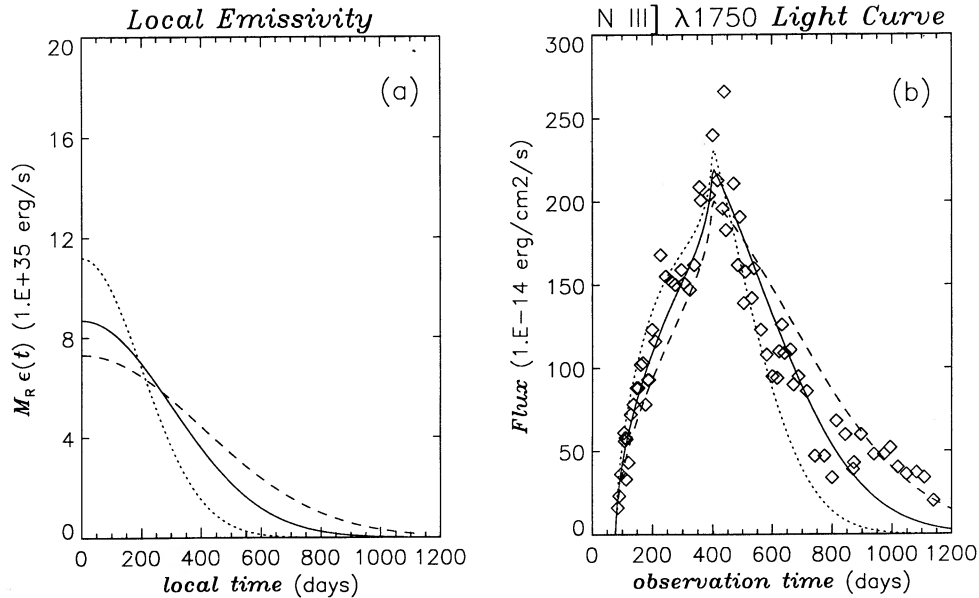 Local Emissivity
20
16
12
8
4
0
(a)
M_R ε(t) (1.E+35 erg/s)
0 200 400 600 800 1000 1200
local time (days)
N III] λ1750 Light Curve
300
250
200
150
100
50
0
(b)
Flux (1.E−14 erg/cm2/s)
0 200 400 600 800 1000 1200
observation time (days)